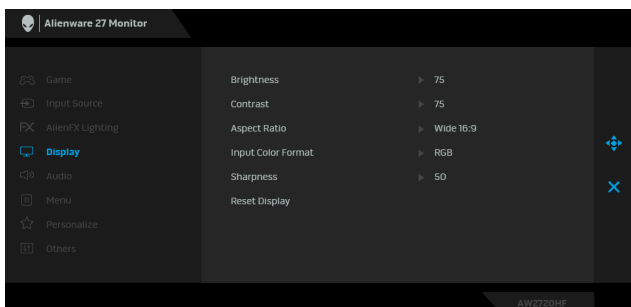 Alienware 27 Monitor
Game
Input Source
FX AlienFX Lighting
Display
Audio
Menu
Personalize
Others
Brightness 75
Contrast 75
Aspect Ratio Wide 16:9
Input Color Format RGB
Sharpness 50
Reset Display
AW2720HF